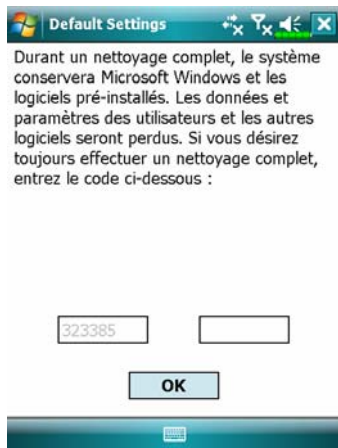 Default Settings
Durant un nettoyage complet, le système
conservera Microsoft Windows et les
logiciels pré-installés. Les données et
paramètres des utilisateurs et les autres
logiciels seront perdus. Si vous désirez
toujours effectuer un nettoyage complet,
entrez le code ci-dessous :
323385
OK